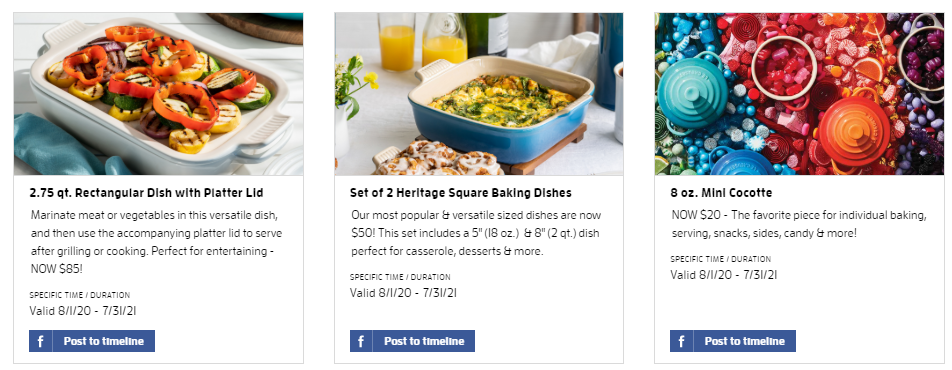 2.75 qt. Rectangular Dish with Platter Lid
Marinate meat or vegetables in this versatile dish,
and then use the accompanying platter lid to serve
after grilling or cooking. Perfect for entertaining -
NOW $85!
SPECIFIC TIME / DURATION
Valid 8/1/20 - 7/31/21
f Post to timeline
Set of 2 Heritage Square Baking Dishes
Our most popular & versatile sized dishes are now
$50! This set includes a 5" (18 oz.) & 8" (2 qt.) dish
perfect for casserole, desserts & more.
SPECIFIC TIME / DURATION
Valid 8/1/20 - 7/31/21
f Post to timeline
8 oz. Mini Cocotte
NOW $20 - The favorite piece for individual baking,
serving, snacks, sides, candy & more!
SPECIFIC TIME / DURATION
Valid 8/1/20 - 7/31/21
f Post to timeline